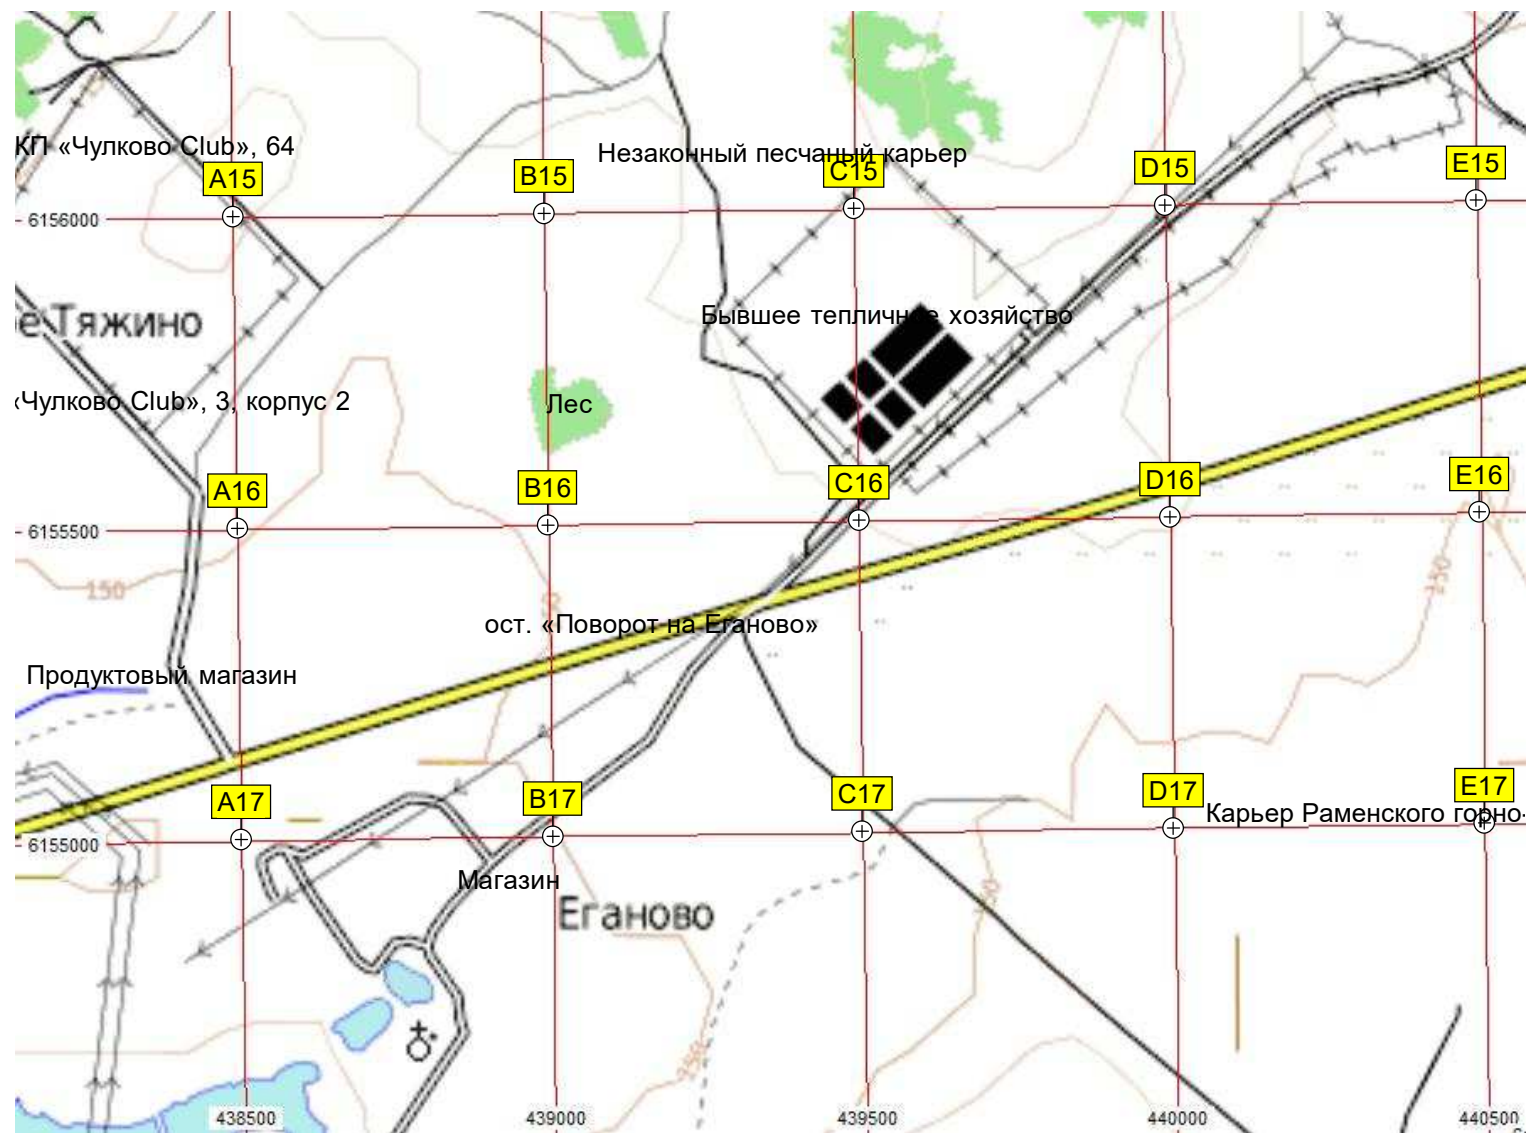 КП «Чулково Club», 64
Незаконный песчаный карьер
A15
B15
C15
D15
E15
6156000
е Тяжино
Бывшее тепличное хозяйство
«Чулково Club», 3, корпус 2
Лес
A16
B16
C16
D16
E16
6155500
150
150
ост. «Поворот на Еганово»
Продуктовый магазин
A17
B17
C17
D17
E17
Карьер Раменского горно-
6155000
Магазин
Еганово
150
438500
439000
439500
440000
440500